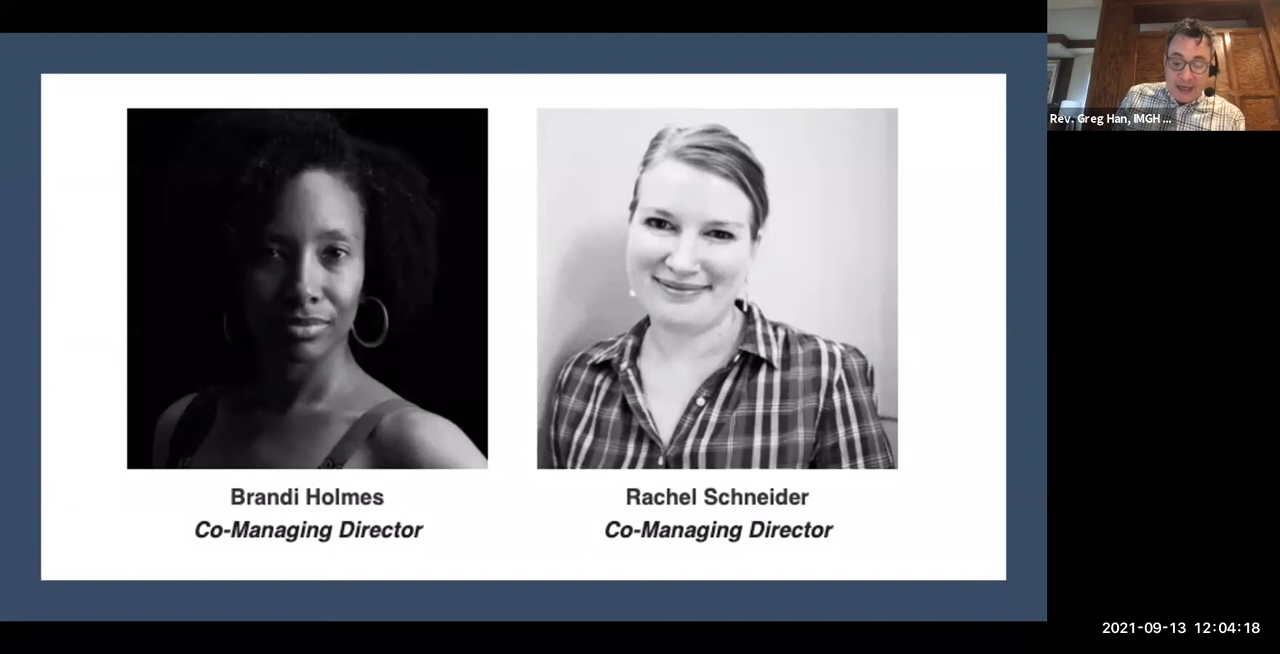 Rev. Greg Han, IMGH ...
Brandi Holmes
Co-Managing Director
Rachel Schneider
Co-Managing Director
2021-09-13 12:04:18